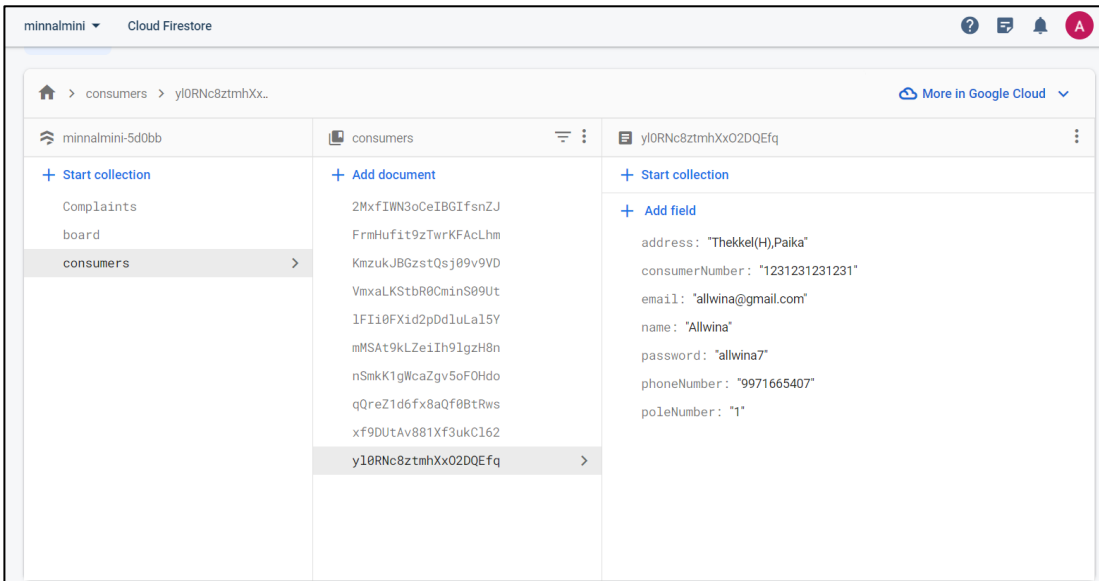 minnalmini Cloud Firestore
A
consumers yl0RNc8ztmhXx..
More in Google Cloud
minnalmini-5d0bb
Start collection
Complaints
board
consumers
consumers
Add document
2MxfIWN3oCeIBGIfsnZJ
FrmHufit9zTwrKFAcLhm
KmzukJBGzstQsj09v9VD
VmxaLKStbR0CminS09Ut
lFIi0FXid2pDdluLal5Y
mMSAt9kLZeiIh9lgzH8n
nSmkK1gWcaZgv5oFOHdo
qQreZ1d6fx8aQf0BtRws
xf9DUtAv881Xf3ukCl62
yl0RNc8ztmhXxO2DQEfq
yl0RNc8ztmhXxO2DQEfq
Start collection
Add field
address: "Thekkel(H),Paika"
consumerNumber: "1231231231231"
email: "allwina@gmail.com"
name: "Allwina"
password: "allwina7"
phoneNumber: "9971665407"
poleNumber: "1"